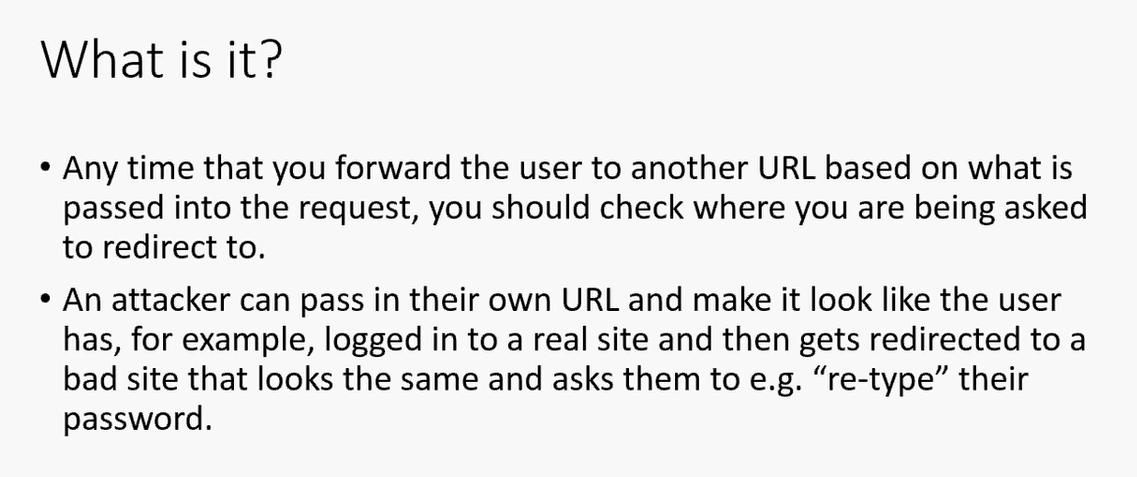 What is it?
• Any time that you forward the user to another URL based on what is
passed into the request, you should check where you are being asked
to redirect to.
• An attacker can pass in their own URL and make it look like the user
has, for example, logged in to a real site and then gets redirected to a
bad site that looks the same and asks them to e.g. “re-type” their
password.